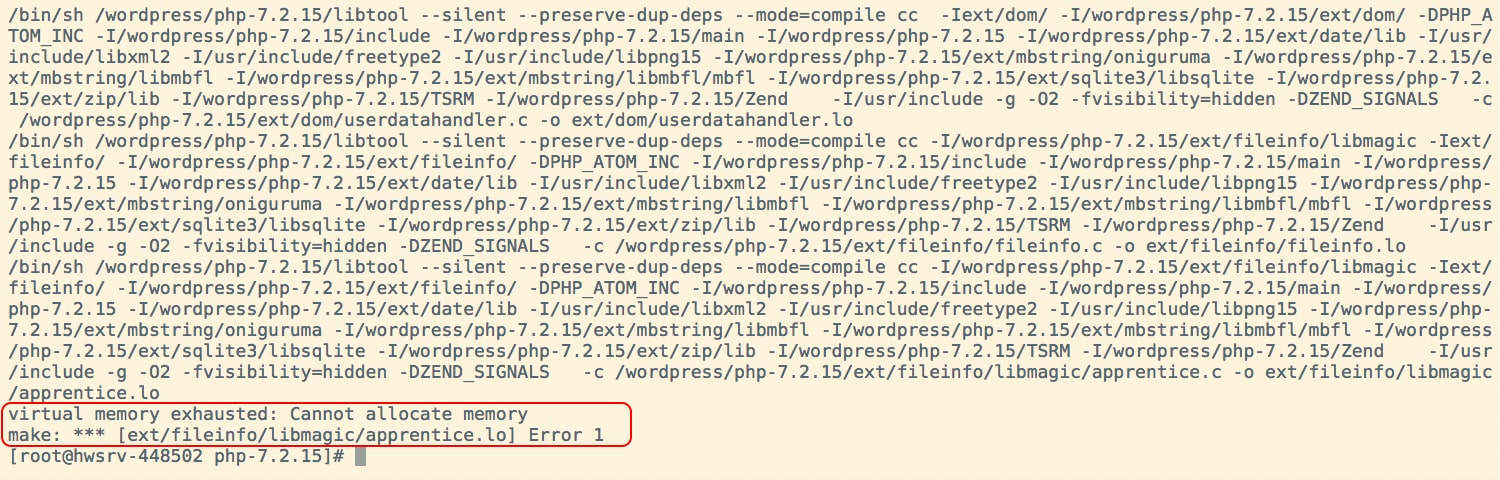 /bin/sh /wordpress/php-7.2.15/libtool --silent --preserve-dup-deps --mode=compile cc  -Iext/dom/ -I/wordpress/php-7.2.15/ext/dom/ -DPHP_A
TOM_INC -I/wordpress/php-7.2.15/include -I/wordpress/php-7.2.15/main -I/wordpress/php-7.2.15 -I/wordpress/php-7.2.15/ext/date/lib -I/usr/
include/libxml2 -I/usr/include/freetype2 -I/usr/include/libpng15 -I/wordpress/php-7.2.15/ext/mbstring/oniguruma -I/wordpress/php-7.2.15/e
xt/mbstring/libmbfl -I/wordpress/php-7.2.15/ext/mbstring/libmbfl/mbfl -I/wordpress/php-7.2.15/ext/sqlite3/libsqlite -I/wordpress/php-7.2.
15/ext/zip/lib -I/wordpress/php-7.2.15/TSRM -I/wordpress/php-7.2.15/Zend    -I/usr/include -g -O2 -fvisibility=hidden -DZEND_SIGNALS   -c
 /wordpress/php-7.2.15/ext/dom/userdatahandler.c -o ext/dom/userdatahandler.lo
/bin/sh /wordpress/php-7.2.15/libtool --silent --preserve-dup-deps --mode=compile cc -I/wordpress/php-7.2.15/ext/fileinfo/libmagic -Iext/
fileinfo/ -I/wordpress/php-7.2.15/ext/fileinfo/ -DPHP_ATOM_INC -I/wordpress/php-7.2.15/include -I/wordpress/php-7.2.15/main -I/wordpress/
php-7.2.15 -I/wordpress/php-7.2.15/ext/date/lib -I/usr/include/libxml2 -I/usr/include/freetype2 -I/usr/include/libpng15 -I/wordpress/php-
7.2.15/ext/mbstring/oniguruma -I/wordpress/php-7.2.15/ext/mbstring/libmbfl -I/wordpress/php-7.2.15/ext/mbstring/libmbfl/mbfl -I/wordpress
/php-7.2.15/ext/sqlite3/libsqlite -I/wordpress/php-7.2.15/ext/zip/lib -I/wordpress/php-7.2.15/TSRM -I/wordpress/php-7.2.15/Zend    -I/usr
/include -g -O2 -fvisibility=hidden -DZEND_SIGNALS   -c /wordpress/php-7.2.15/ext/fileinfo/fileinfo.c -o ext/fileinfo/fileinfo.lo
/bin/sh /wordpress/php-7.2.15/libtool --silent --preserve-dup-deps --mode=compile cc -I/wordpress/php-7.2.15/ext/fileinfo/libmagic -Iext/
fileinfo/ -I/wordpress/php-7.2.15/ext/fileinfo/ -DPHP_ATOM_INC -I/wordpress/php-7.2.15/include -I/wordpress/php-7.2.15/main -I/wordpress/
php-7.2.15 -I/wordpress/php-7.2.15/ext/date/lib -I/usr/include/libxml2 -I/usr/include/freetype2 -I/usr/include/libpng15 -I/wordpress/php-
7.2.15/ext/mbstring/oniguruma -I/wordpress/php-7.2.15/ext/mbstring/libmbfl -I/wordpress/php-7.2.15/ext/mbstring/libmbfl/mbfl -I/wordpress
/php-7.2.15/ext/sqlite3/libsqlite -I/wordpress/php-7.2.15/ext/zip/lib -I/wordpress/php-7.2.15/TSRM -I/wordpress/php-7.2.15/Zend    -I/usr
/include -g -O2 -fvisibility=hidden -DZEND_SIGNALS   -c /wordpress/php-7.2.15/ext/fileinfo/libmagic/apprentice.c -o ext/fileinfo/libmagic
/apprentice.lo
virtual memory exhausted: Cannot allocate memory
make: *** [ext/fileinfo/libmagic/apprentice.lo] Error 1
[root@hwsrv-448502 php-7.2.15]#